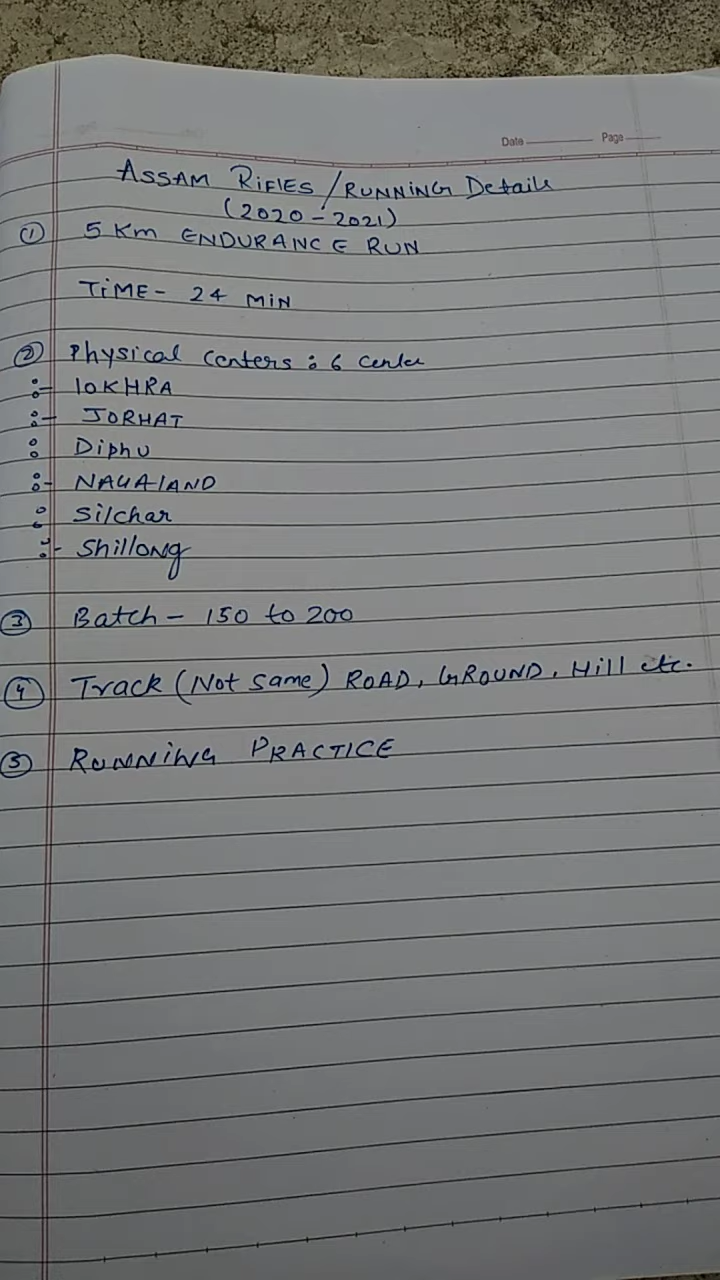 Date Page
ASSAM RIFIES / RUNNING Details
(2020-2021)
① 5 Km ENDURANCE RUN
TiME - 24 MiN
② Physical Centers : 6 Center
:- lOKHRA
:- JORHAT
: Diphu
:- NAGAlAND
: Silchar
:- Shillong
③ Batch - 150 to 200
④ Track (Not Same) ROAD, GROUND, Hill etc.
⑤ RUNNiNG PRACTICE